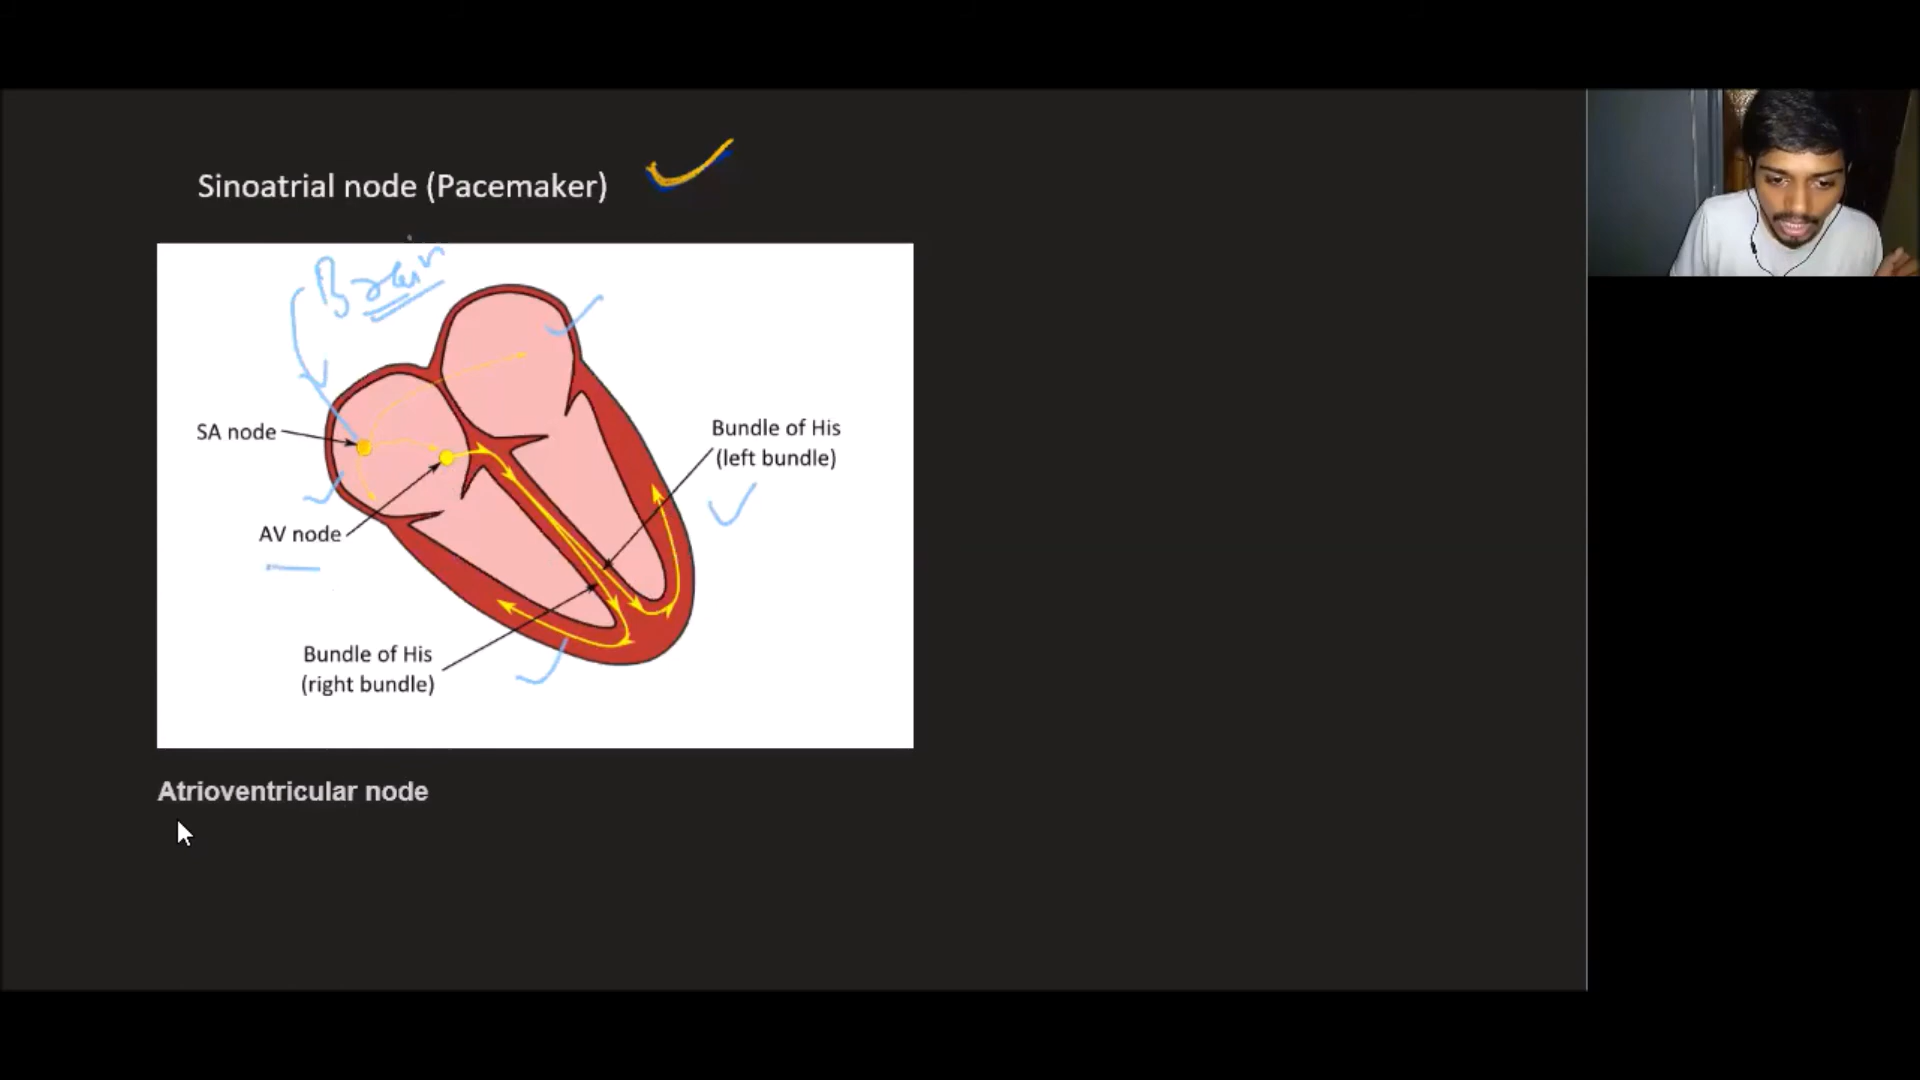 Sinoatrial node (Pacemaker)
Brain
SA node
Bundle of His
(left bundle)
AV node
Bundle of His
(right bundle)
Atrioventricular node